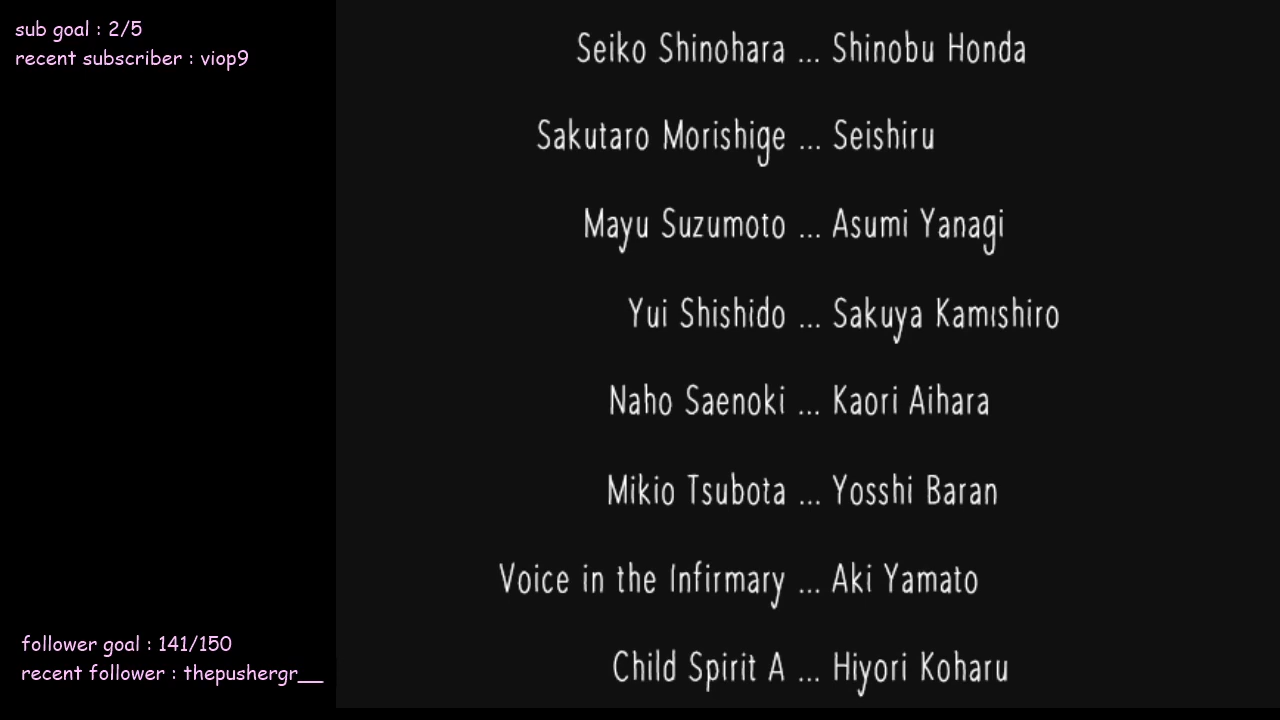 sub goal : 2/5
recent subscriber : viop9
Seiko Shinohara ... Shinobu Honda
Sakutaro Morishige ... Seishiru
Mayu Suzumoto ... Asumi Yanagi
Yui Shishido ... Sakuya Kamishiro
Naho Saenoki ... Kaori Aihara
Mikio Tsubota ... Yosshi Baran
Voice in the Infirmary ... Aki Yamato
Child Spirit A ... Hiyori Koharu
follower goal : 141/150
recent follower : thepushergr__